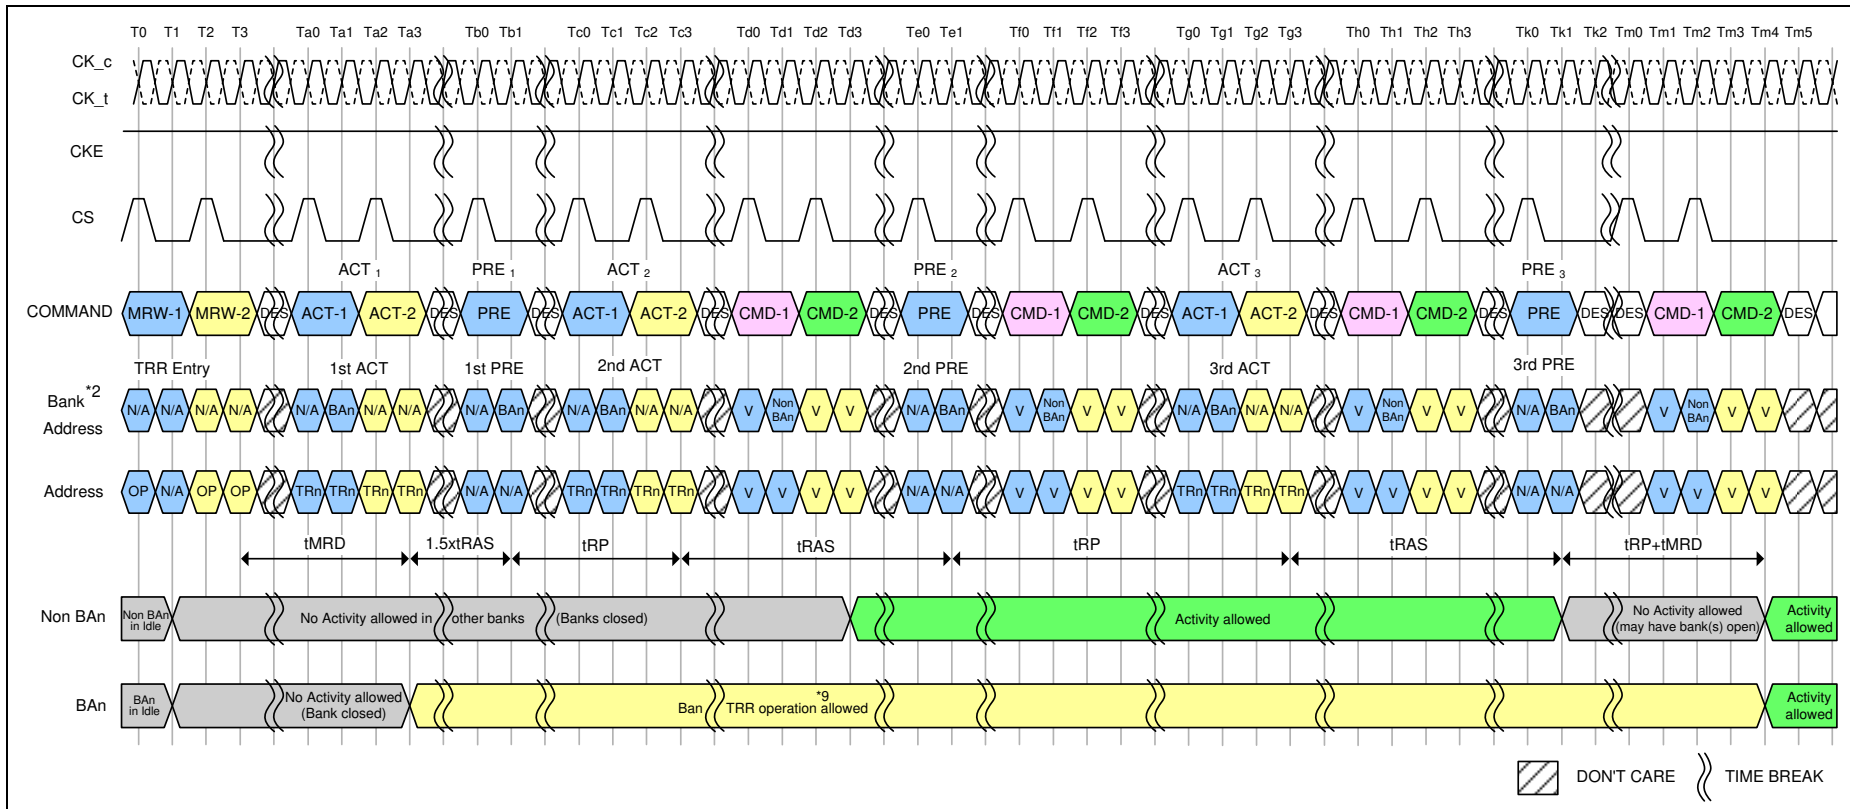 T0 T1 T2 T3 Ta0 Ta1 Ta2 Ta3 Tb0 Tb1 Tc0 Tc1 Tc2 Tc3 Td0 Td1 Td2 Td3 Te0 Te1 Tf0 Tf1 Tf2 Tf3 Tg0 Tg1 Tg2 Tg3 Th0 Th1 Th2 Th3 Tk0 Tk1 Tk2 Tm0 Tm1 Tm2 Tm3 Tm4 Tm5
CK_c
CK_t
CKE
CS
ACT 1 PRE 1 ACT 2 PRE 2 ACT 3 PRE 3
COMMAND MRW-1 MRW-2 DES ACT-1 ACT-2 DES PRE DES ACT-1 ACT-2 DES CMD-1 CMD-2 DES PRE DES CMD-1 CMD-2 DES ACT-1 ACT-2 DES CMD-1 CMD-2 DES PRE DES DES CMD-1 CMD-2 DES
TRR Entry 1st ACT 1st PRE 2nd ACT 2nd PRE 3rd ACT 3rd PRE
Bank *2 Address N/A N/A N/A N/A N/A BAn N/A N/A N/A BAn N/A BAn N/A N/A V Non BAn V V N/A BAn V Non BAn V V N/A BAn N/A N/A V Non BAn V V N/A BAn V Non BAn V V
Address OP N/A OP OP TRn TRn TRn TRn N/A N/A TRn TRn TRn TRn V V V V N/A N/A V V V V TRn TRn TRn TRn V V V V N/A N/A V V V V
tMRD 1.5xtRAS tRP tRAS tRP tRAS tRP+tMRD
Non BAn Non BAn in Idle No Activity allowed in other banks (Banks closed) Activity allowed No Activity allowed (may have bank(s) open) Activity allowed
BAn BAn in Idle No Activity allowed (Bank closed) Ban TRR operation allowed *9 Activity allowed
DON'T CARE TIME BREAK